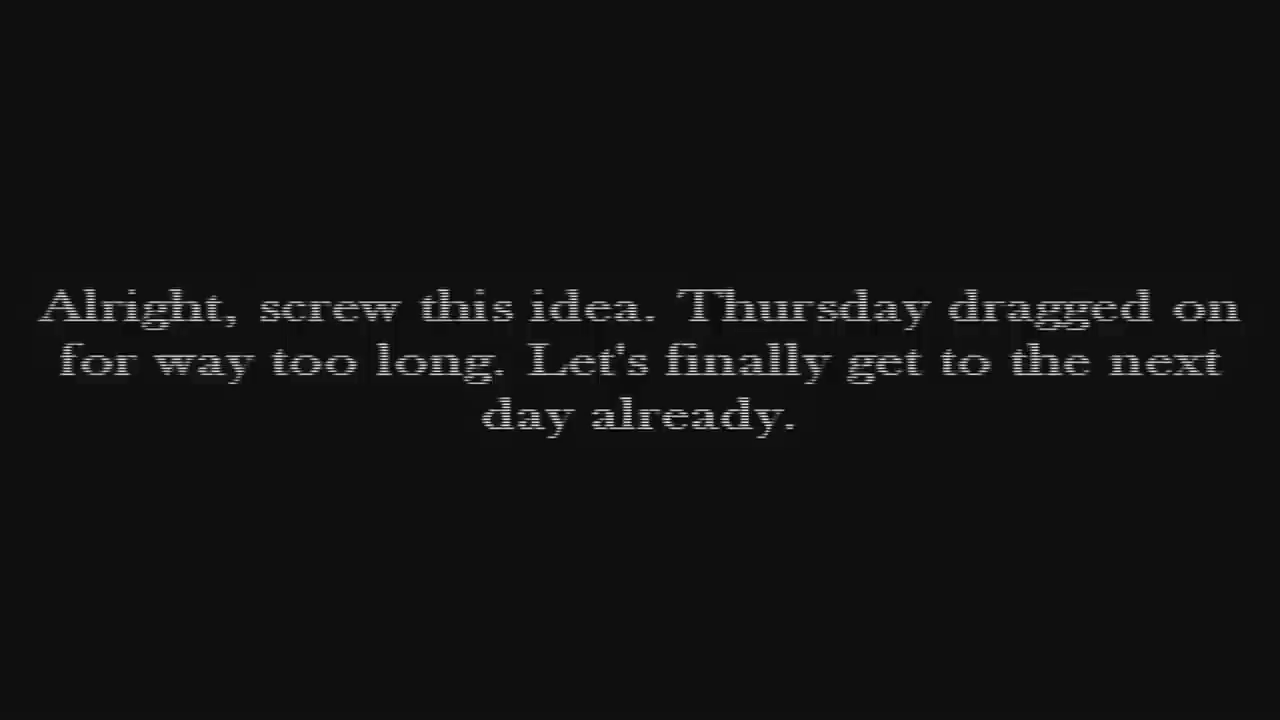 Alright, screw this idea. Thursday dragged on
for way too long. Let's finally get to the next
day already.